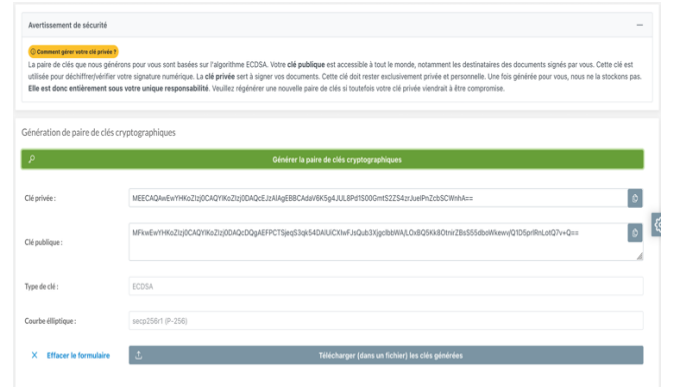 Avertissement de sécurité
Comment gérer votre clé privée ?
La paire de clés que nous générons pour vous sont basées sur l'algorithme ECDSA. Votre clé publique est accessible à tout le monde, notamment les destinataires des documents signés par vous. Cette clé est
utilisée pour déchiffrer/vérifier votre signature numérique. La clé privée sert à signer vos documents. Cette clé doit rester exclusivement privée et personnelle. Une fois générée pour vous, nous ne la stockons pas.
Elle est donc entièrement sous votre unique responsabilité. Veuillez régénérer une nouvelle paire de clés si toutefois votre clé privée viendrait à être compromise.
Génération de paire de clés cryptographiques
Générer la paire de clés cryptographiques
Clé privée :
Clé publique :
Type de clé :
ECDSA
Courbe élliptique :
secp256r1 (P-256)
Effacer le formulaire
Télécharger (dans un fichier) les clés générées